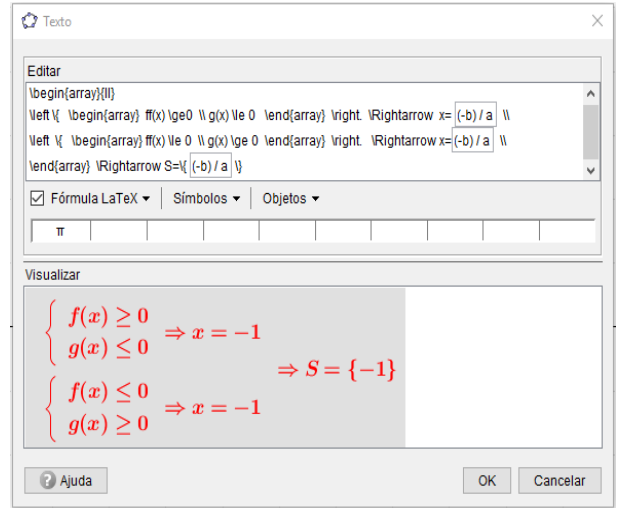 Texto
Editar
\begin{array}{ll}
\left \{ \begin{array} ff(x) \ge0 \\ g(x) \le 0 \end{array} \right. \Rightarrow x= (-b) / a \\
\left \{ \begin{array} ff(x) \le 0 \\ g(x) \ge 0 \end{array} \right. \Rightarrow x= (-b) / a \\
\end{array} \Rightarrow S=\{ (-b) / a \}
Fórmula LaTeX Símbolos Objetos
π
Visualizar
f(x) ≥ 0
g(x) ≤ 0
⇒ x = −1
⇒ S = {−1}
f(x) ≤ 0
g(x) ≥ 0
⇒ x = −1
Ajuda
OK
Cancelar